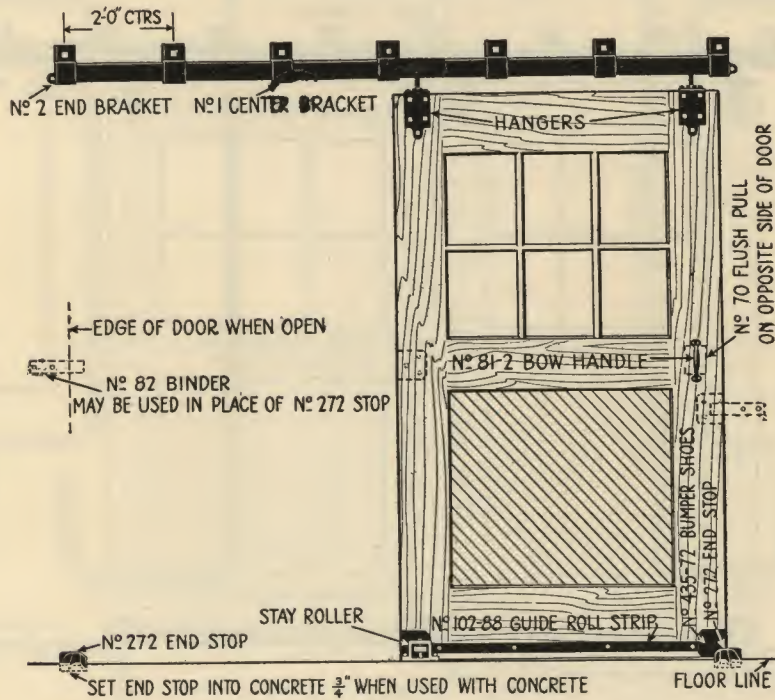 2'-0" CTRS
Nº 2 END BRACKET
Nº 1 CENTER BRACKET
HANGERS
Nº 70 FLUSH PULL
ON OPPOSITE SIDE OF DOOR
EDGE OF DOOR WHEN OPEN
Nº 81-2 BOW HANDLE
Nº 82 BINDER
MAY BE USED IN PLACE OF Nº 272 STOP
Nº 435-72 BUMPER SHOES
Nº 272 END STOP
STAY ROLLER
Nº 102-88 GUIDE ROLL STRIP
Nº 272 END STOP
SET END STOP INTO CONCRETE 3/4" WHEN USED WITH CONCRETE
FLOOR LINE